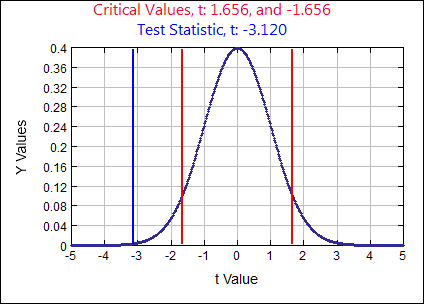 Critical Values, t: 1.656, and -1.656
Test Statistic, t: -3.120
0.4
0.36
0.32
0.28
0.24
0.2
0.16
0.12
0.08
0.04
0
Y Values
-5 -4 -3 -2 -1 0 1 2 3 4 5
t Value